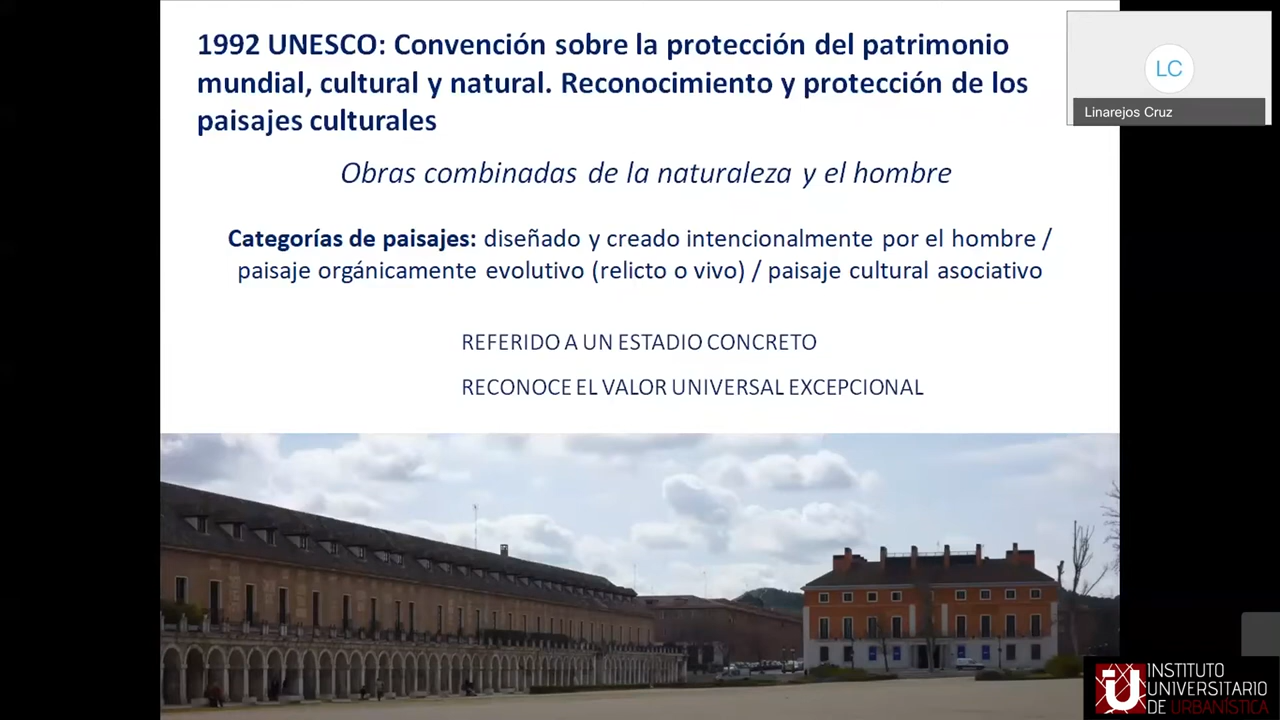 1992 UNESCO: Convención sobre la protección del patrimonio
mundial, cultural y natural. Reconocimiento y protección de los
paisajes culturales
Obras combinadas de la naturaleza y el hombre
Categorías de paisajes: diseñado y creado intencionalmente por el hombre /
paisaje orgánicamente evolutivo (relicto o vivo) / paisaje cultural asociativo
REFERIDO A UN ESTADIO CONCRETO
RECONOCE EL VALOR UNIVERSAL EXCEPCIONAL
LC
Linarejos Cruz
IU
INSTITUTO
UNIVERSITARIO
DE URBANÍSTICA